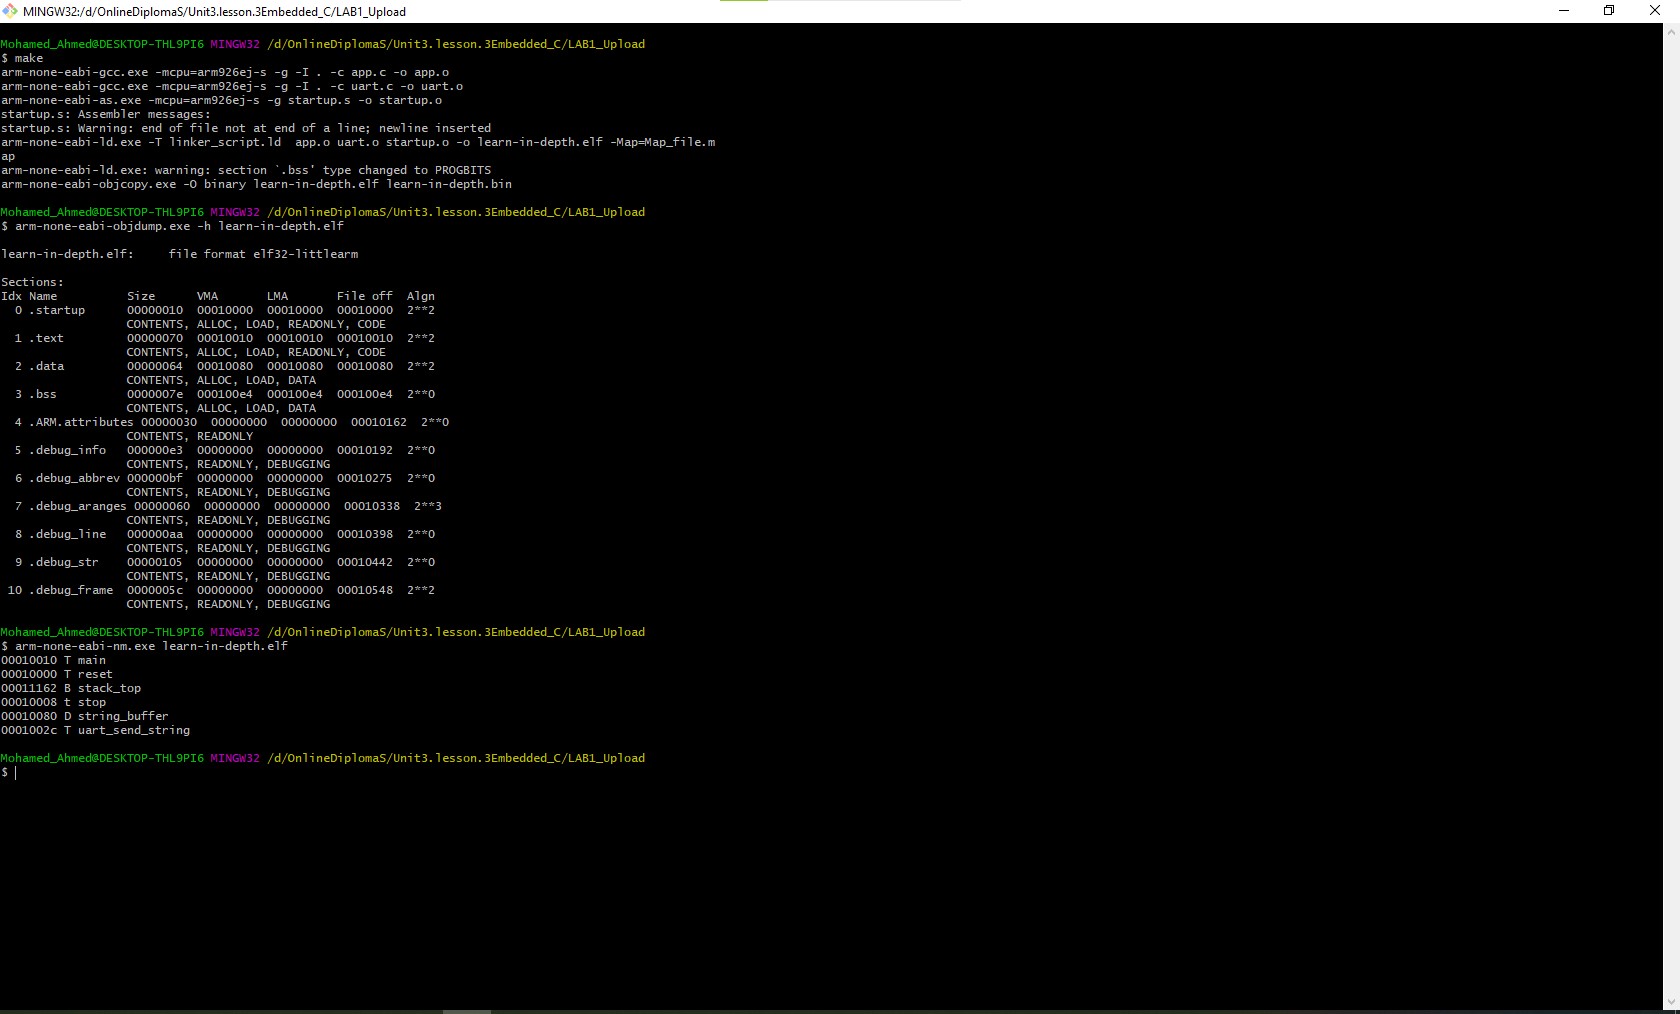 MINGW32:/d/OnlineDiplomaS/Unit3.lesson.3Embedded_C/LAB1_Upload
Mohamed_Ahmed@DESKTOP-THL9PI6 MINGW32 /d/OnlineDiplomaS/Unit3.lesson.3Embedded_C/LAB1_Upload
$ make
arm-none-eabi-gcc.exe -mcpu=arm926ej-s -g -I . -c app.c -o app.o
arm-none-eabi-gcc.exe -mcpu=arm926ej-s -g -I . -c uart.c -o uart.o
arm-none-eabi-as.exe -mcpu=arm926ej-s -g startup.s -o startup.o
startup.s: Assembler messages:
startup.s: Warning: end of file not at end of a line; newline inserted
arm-none-eabi-ld.exe -T linker_script.ld  app.o uart.o startup.o -o learn-in-depth.elf -Map=Map_file.m
ap
arm-none-eabi-ld.exe: warning: section `.bss' type changed to PROGBITS
arm-none-eabi-objcopy.exe -O binary learn-in-depth.elf learn-in-depth.bin
Mohamed_Ahmed@DESKTOP-THL9PI6 MINGW32 /d/OnlineDiplomaS/Unit3.lesson.3Embedded_C/LAB1_Upload
$ arm-none-eabi-objdump.exe -h learn-in-depth.elf
learn-in-depth.elf:     file format elf32-littlearm
Sections:
Idx Name          Size      VMA       LMA       File off  Algn
  0 .startup      00000010  00010000  00010000  00010000  2**2
                  CONTENTS, ALLOC, LOAD, READONLY, CODE
  1 .text         00000070  00010010  00010010  00010010  2**2
                  CONTENTS, ALLOC, LOAD, READONLY, CODE
  2 .data         00000064  00010080  00010080  00010080  2**2
                  CONTENTS, ALLOC, LOAD, DATA
  3 .bss          0000007e  000100e4  000100e4  000100e4  2**0
                  CONTENTS, ALLOC, LOAD, DATA
  4 .ARM.attributes 00000030  00000000  00000000  00010162  2**0
                  CONTENTS, READONLY
  5 .debug_info   000000e3  00000000  00000000  00010192  2**0
                  CONTENTS, READONLY, DEBUGGING
  6 .debug_abbrev 000000bf  00000000  00000000  00010275  2**0
                  CONTENTS, READONLY, DEBUGGING
  7 .debug_aranges 00000060  00000000  00000000  00010338  2**3
                  CONTENTS, READONLY, DEBUGGING
  8 .debug_line   000000aa  00000000  00000000  00010398  2**0
                  CONTENTS, READONLY, DEBUGGING
  9 .debug_str    00000105  00000000  00000000  00010442  2**0
                  CONTENTS, READONLY, DEBUGGING
 10 .debug_frame  0000005c  00000000  00000000  00010548  2**2
                  CONTENTS, READONLY, DEBUGGING
Mohamed_Ahmed@DESKTOP-THL9PI6 MINGW32 /d/OnlineDiplomaS/Unit3.lesson.3Embedded_C/LAB1_Upload
$ arm-none-eabi-nm.exe learn-in-depth.elf
00010010 T main
00010000 T reset
00011162 B stack_top
00010008 t stop
00010080 D string_buffer
0001002c T uart_send_string
Mohamed_Ahmed@DESKTOP-THL9PI6 MINGW32 /d/OnlineDiplomaS/Unit3.lesson.3Embedded_C/LAB1_Upload
$